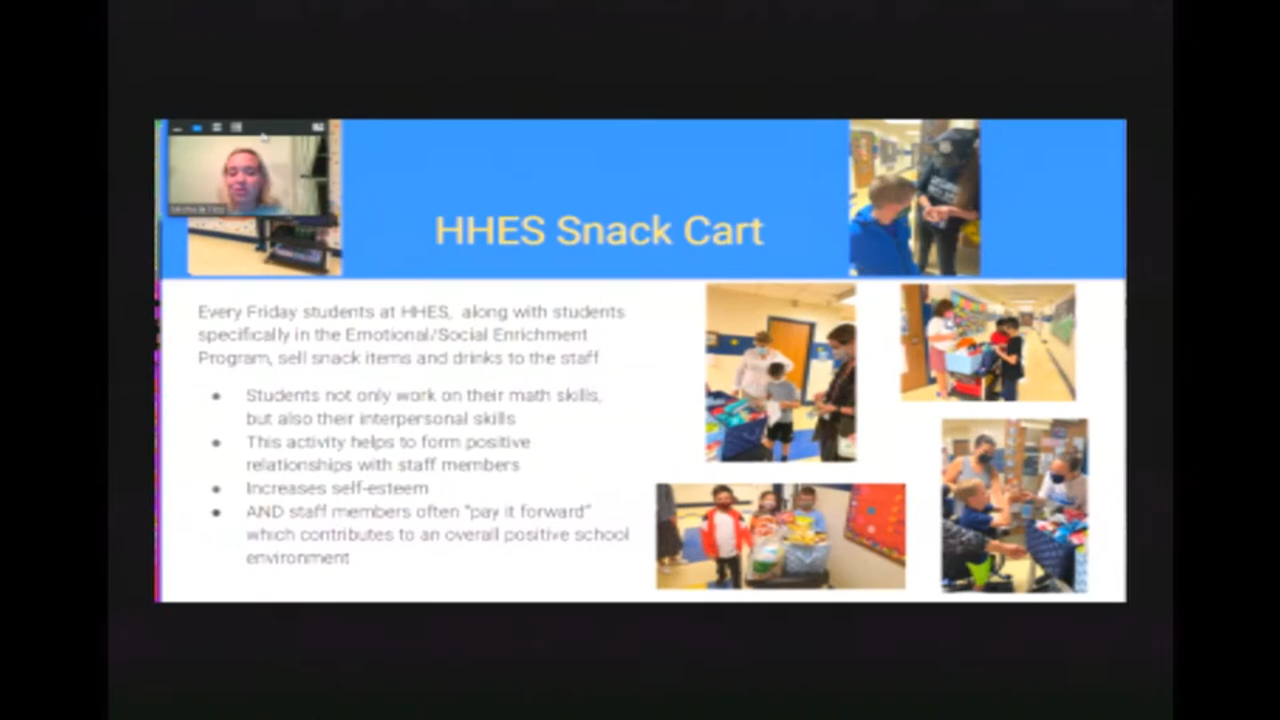 HHES Snack Cart
Every Friday students at HHES, along with students
specifically in the Emotional/Social Enrichment
Program, sell snack items and drinks to the staff
● Students not only work on their math skills,
but also their interpersonal skills
● This activity helps to form positive
relationships with staff members
● Increases self-esteem
● AND staff members often "pay it forward"
which contributes to an overall positive school
environment